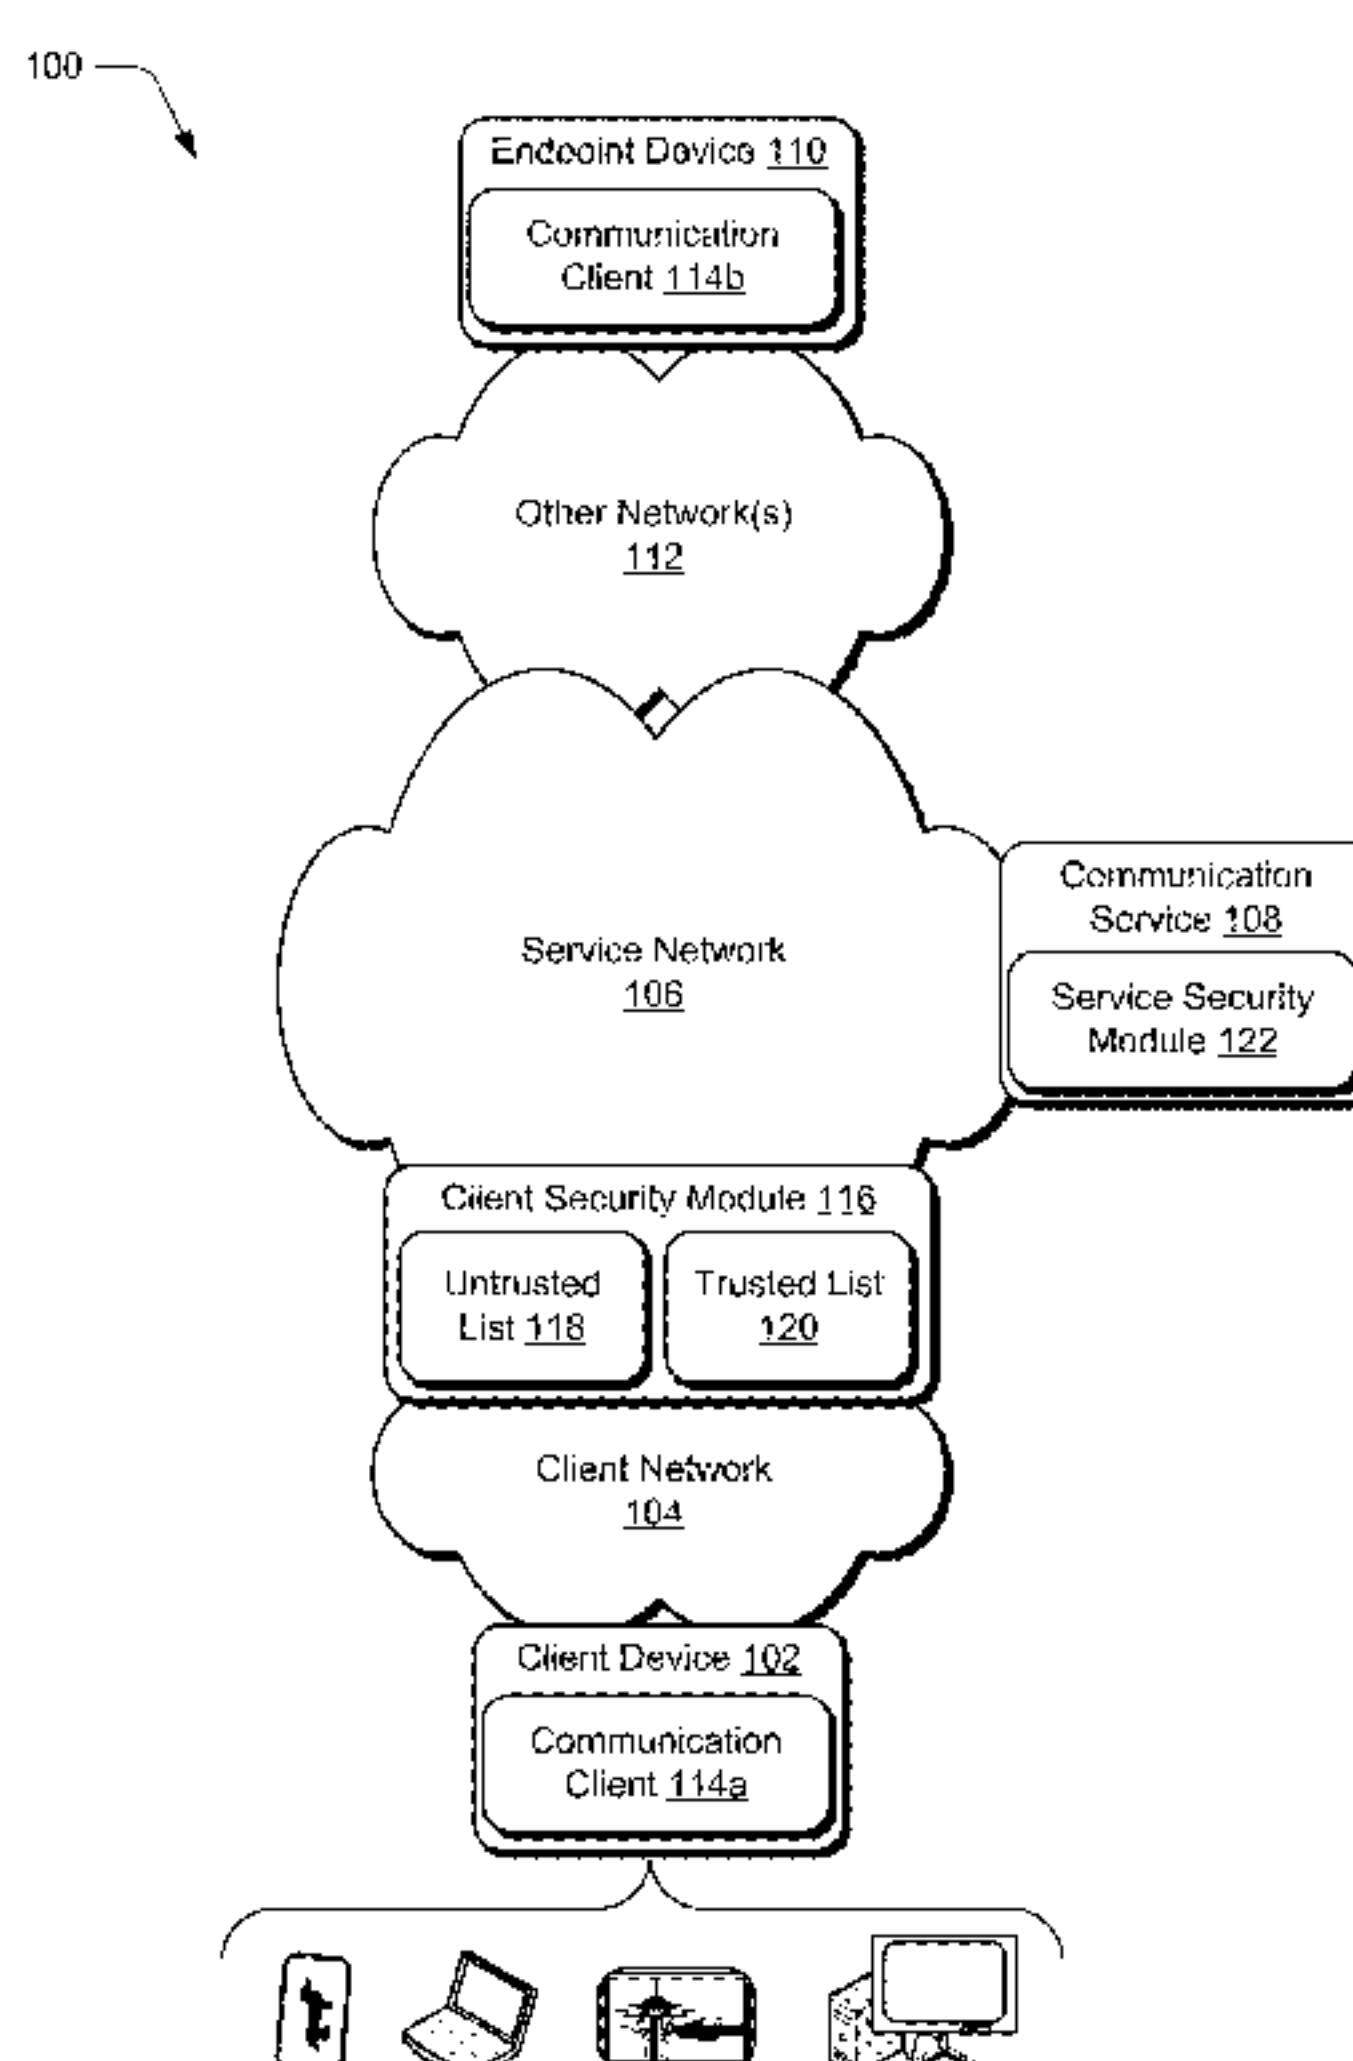 100
Endpoint Device 110
Communication
Client 114b
Other Network(s)
112
Service Network
106
Communication
Service 108
Service Security
Module 122
Client Security Module 116
Untrusted
List 118
Trusted List
120
Client Network
104
Client Device 102
Communication
Client 114a